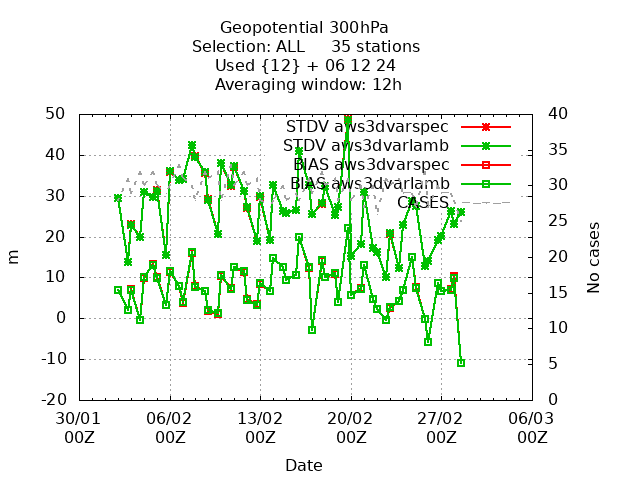 Geopotential 300hPa
Selection: ALL 35 stations
Used {12} + 06 12 24
Averaging window: 12h
STDV aws3dvarspec
STDV aws3dvarlamb
BIAS aws3dvarspec
BIAS aws3dvarlamb
CASES
50
40
30
20
10
0
-10
-20
m
40
35
30
25
20
15
10
5
0
No cases
30/01 06/02 13/02 20/02 27/02 06/03
00Z 00Z 00Z 00Z 00Z 00Z
Date